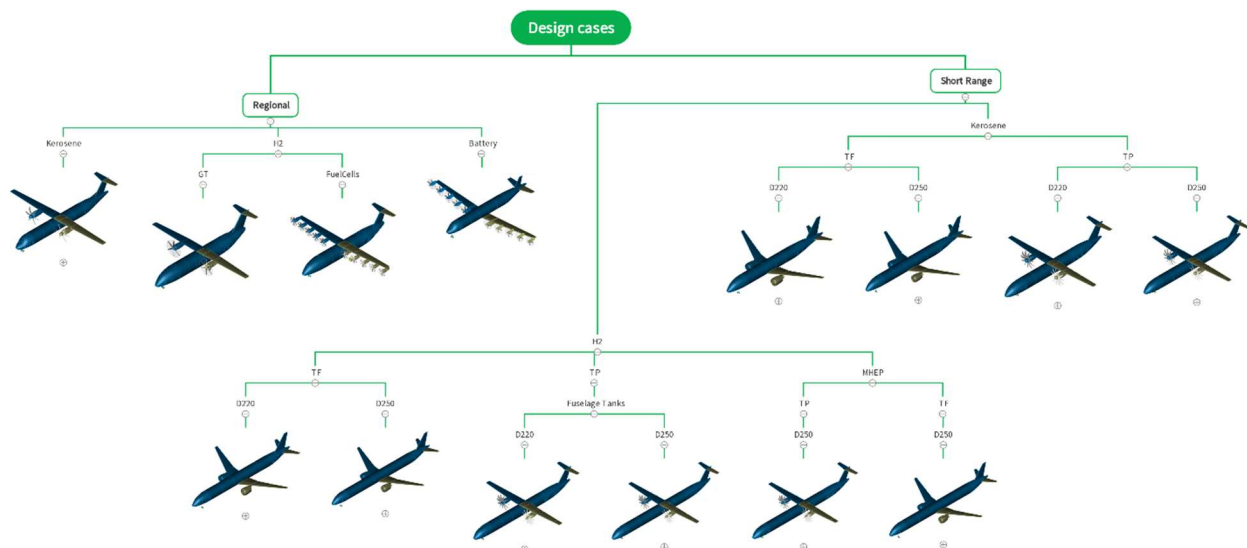 Design cases
Short Range
Regional
Kerosene
Kerosene
H2
Battery
TF
TP
GT
FuelCells
D220
D250
D220
D250
H2
TF
TP
MHEP
D220
D250
Fuselage Tanks
TP
TF
D220
D250
D250
D250